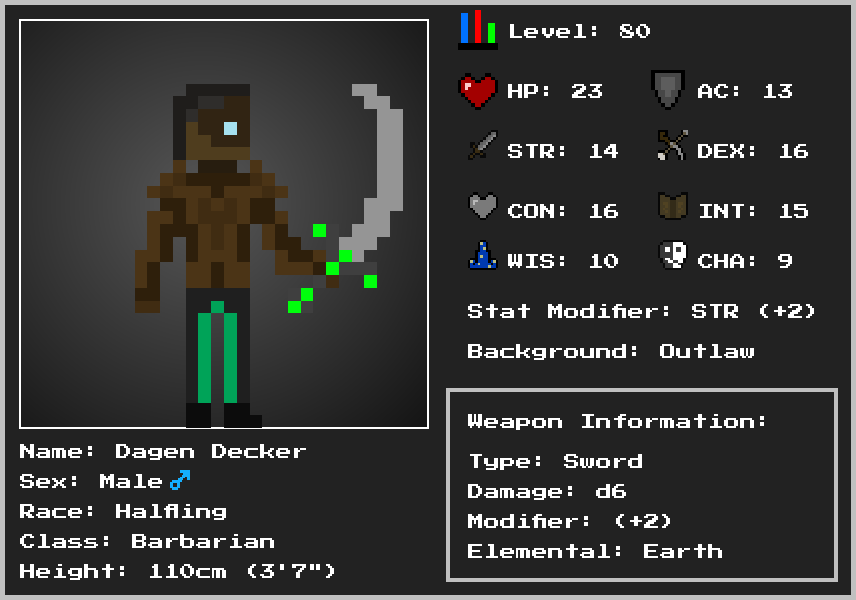 Level: 80
HP: 23
AC: 13
STR: 14
DEX: 16
CON: 16
INT: 15
WIS: 10
CHA: 9
Stat Modifier: STR (+2)
Background: Outlaw
Weapon Information:
Type: Sword
Damage: d6
Modifier: (+2)
Elemental: Earth
Name: Dagen Decker
Sex: Male ♂
Race: Halfling
Class: Barbarian
Height: 110cm (3'7")